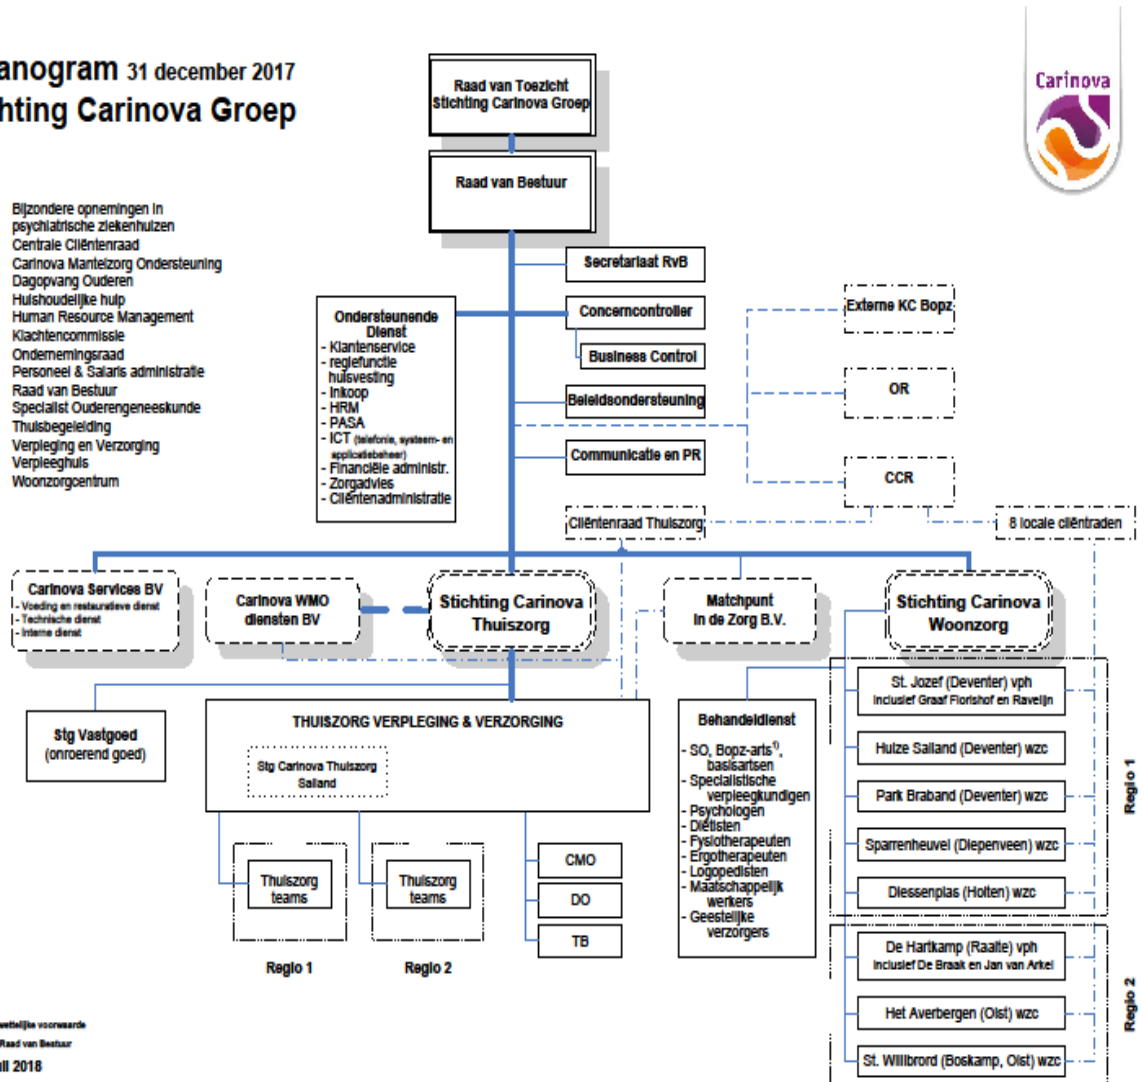 anogram 31 december 2017
hting Carinova Groep
Carinova
Raad van Toezicht
Stichting Carinova Groep
Raad van Bestuur
Bijzondere opnemingen in
psychiatrische ziekenhuizen
Centrale Cliëntenraad
Carinova Mantelzorg Ondersteuning
Dagopvang Ouderen
Huishoudelijke hulp
Human Resource Management
Klachtencommissie
Ondernemingsraad
Personeel & Salaris administratie
Raad van Bestuur
Specialist Ouderengeneeskunde
Thuisbegeleiding
Verpleging en Verzorging
Verpleeghuis
Woonzorgcentrum
Ondersteunende
Dienst
- Klantenservice
- regiefunctie
huisvesting
- Inkoop
- HRM
- PASA
- ICT (telefonie, systeem- en
applicatiebeheer)
- Financiële administr.
- Zorgadvies
- Cliëntenadministratie
Secretariaat RvB
Concerncontroller
Business Control
Beleidsondersteuning
Communicatie en PR
Externe KC Bopz
OR
CCR
Cliëntenraad Thuiszorg
8 locale cliëntraden
Carinova Services BV
- Voeding en restauratieve dienst
- Technische dienst
- Interne dienst
Carinova WMO
diensten BV
Stichting Carinova
Thuiszorg
Matchpunt
In de Zorg B.V.
Stichting Carinova
Woonzorg
Stg Vastgoed
(onroerend goed)
THUISZORG VERPLEGING & VERZORGING
Stg Carinova Thuiszorg
Salland
Thuiszorg
teams
Regio 1
Thuiszorg
teams
Regio 2
CMO
DO
TB
Behandeldienst
- SO, Bopz-arts1),
basisartsen
- Specialistische
verpleegkundigen
- Psychologen
- Diëtisten
- Fysiotherapeuten
- Ergotherapeuten
- Logopedisten
- Maatschappelijk
werkers
- Geestelijke
verzorgers
St. Jozef (Deventer) vph
Inclusief Graaf Florishof en Ravelijn
Huize Salland (Deventer) wzc
Park Braband (Deventer) wzc
Sparrenheuvel (Diepenveen) wzc
Diessenplas (Holten) wzc
Regio 1
De Hartkamp (Raalte) vph
Inclusief De Braak en Jan van Arkel
Het Averbergen (Olst) wzc
St. Willibrord (Boskamp, Olst) wzc
Regio 2
wettelijke voorwaarde
Raad van Bestuur
uli 2018